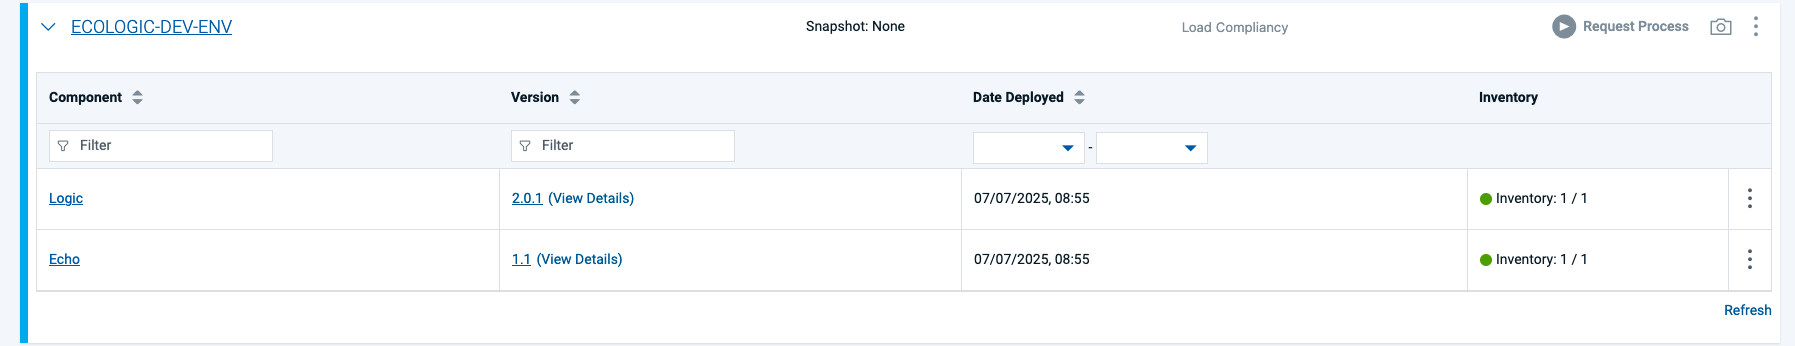 ECOLOGIC-DEV-ENV Snapshot: None Load Compliancy Request Process
Component Version Date Deployed Inventory
Filter Filter -
Logic 2.0.1 (View Details) 07/07/2025, 08:55 Inventory: 1 / 1
Echo 1.1 (View Details) 07/07/2025, 08:55 Inventory: 1 / 1
Refresh